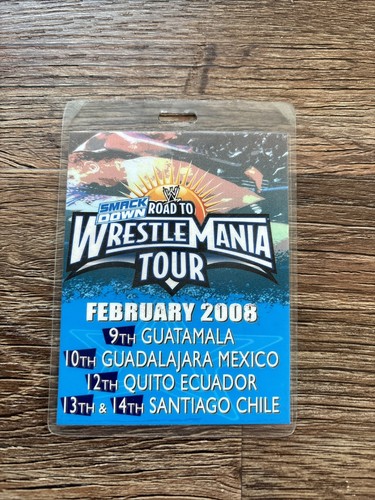 SMACK
DOWN
W
ROAD TO
WRESTLEMANIA
TOUR
FEBRUARY 2008
9TH GUATAMALA
10TH GUADALAJARA MEXICO
12TH QUITO ECUADOR
13TH & 14TH SANTIAGO CHILE